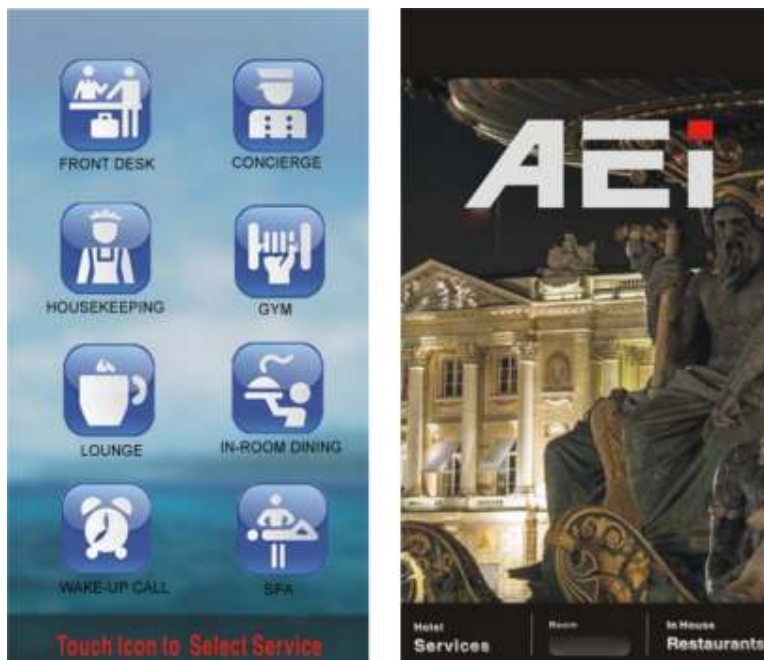 FRONT DESK
CONCIERGE
HOUSEKEEPING
GYM
LOUNGE
IN-ROOM DINING
WAKE-UP CALL
SPA
Touch Icon to Select Service
AEi
Hotel
Services
Room
In House
Restaurants